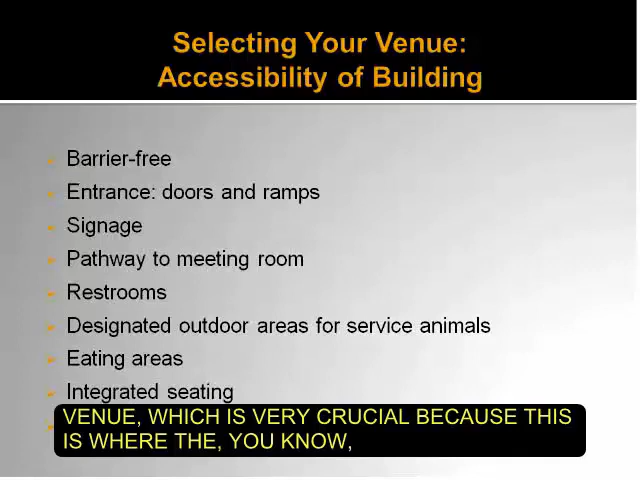 Selecting Your Venue:
Accessibility of Building
Barrier-free
Entrance: doors and ramps
Signage
Pathway to meeting room
Restrooms
Designated outdoor areas for service animals
Eating areas
Integrated seating
VENUE, WHICH IS VERY CRUCIAL BECAUSE THIS
IS WHERE THE, YOU KNOW,